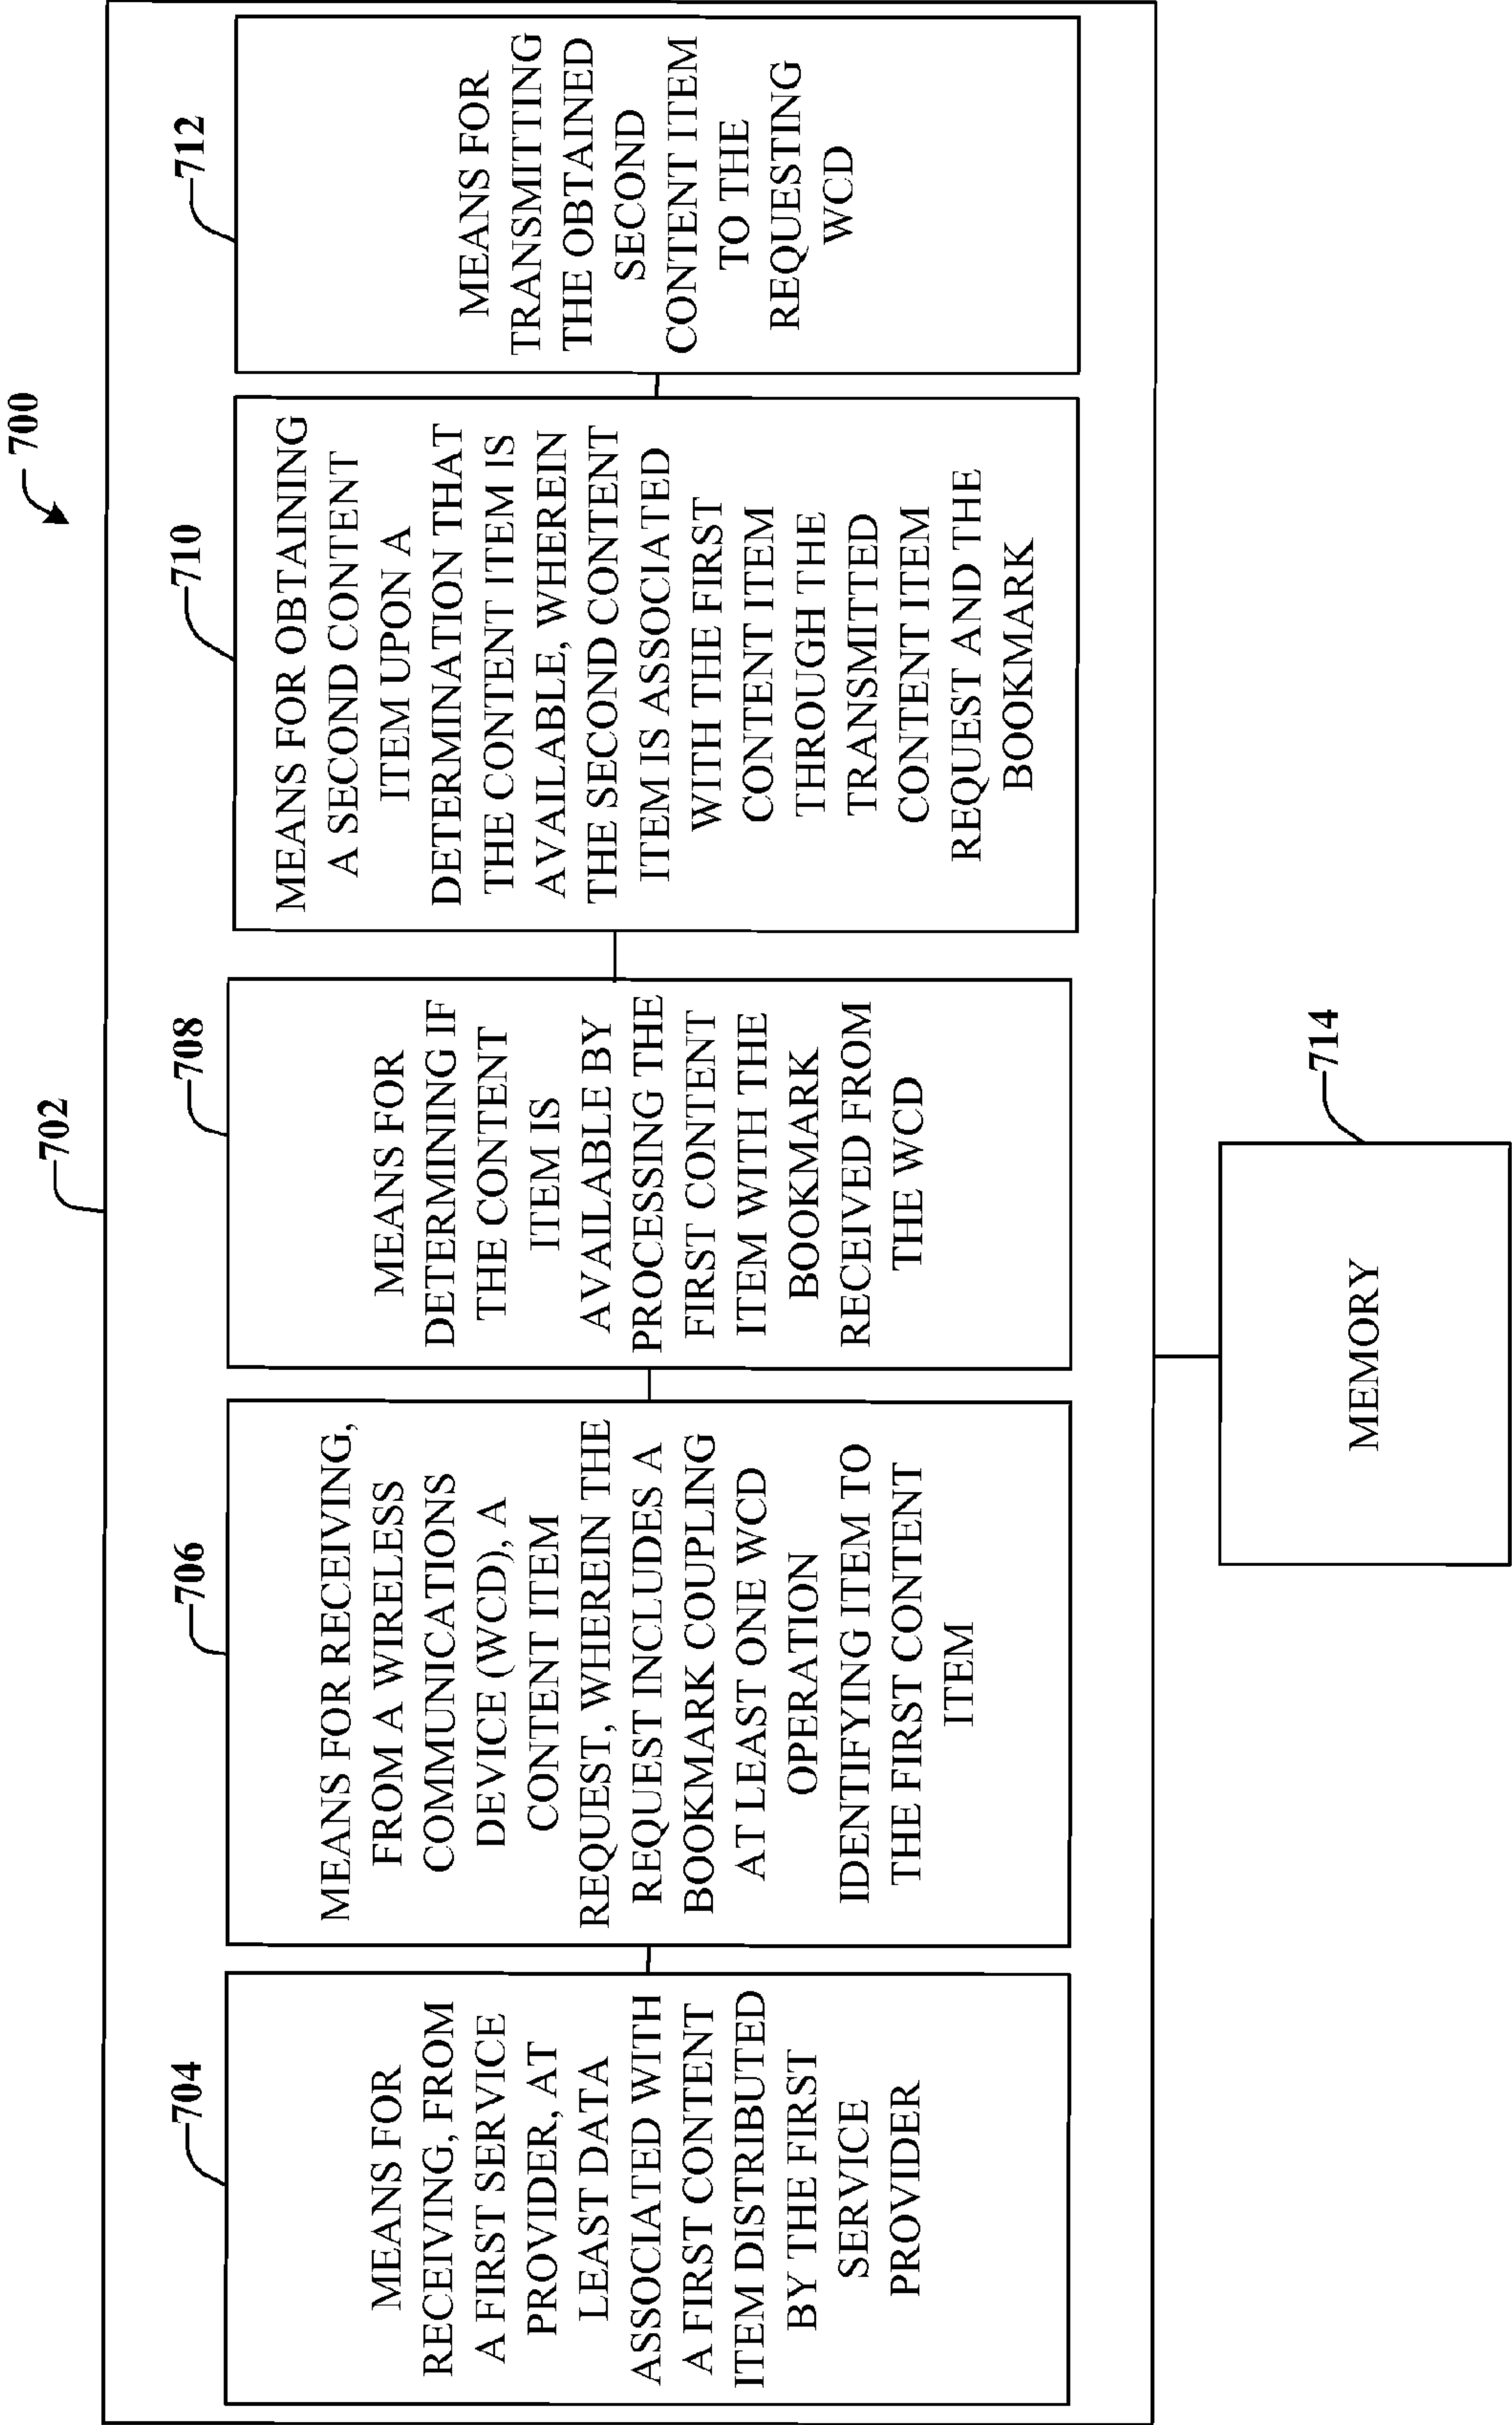 700
702
704
MEANS FOR
RECEIVING, FROM
A FIRST SERVICE
PROVIDER, AT
LEAST DATA
ASSOCIATED WITH
A FIRST CONTENT
ITEM DISTRIBUTED
BY THE FIRST
SERVICE
PROVIDER
706
MEANS FOR RECEIVING,
FROM A WIRELESS
COMMUNICATIONS
DEVICE (WCD), A
CONTENT ITEM
REQUEST, WHEREIN THE
REQUEST INCLUDES A
BOOKMARK COUPLING
AT LEAST ONE WCD
OPERATION
IDENTIFYING ITEM TO
THE FIRST CONTENT
ITEM
708
MEANS FOR
DETERMINING IF
THE CONTENT
ITEM IS
AVAILABLE BY
PROCESSING THE
FIRST CONTENT
ITEM WITH THE
BOOKMARK
RECEIVED FROM
THE WCD
710
MEANS FOR OBTAINING
A SECOND CONTENT
ITEM UPON A
DETERMINATION THAT
THE CONTENT ITEM IS
AVAILABLE, WHEREIN
THE SECOND CONTENT
ITEM IS ASSOCIATED
WITH THE FIRST
CONTENT ITEM
THROUGH THE
TRANSMITTED
CONTENT ITEM
REQUEST AND THE
BOOKMARK
712
MEANS FOR
TRANSMITTING
THE OBTAINED
SECOND
CONTENT ITEM
TO THE
REQUESTING
WCD
714
MEMORY